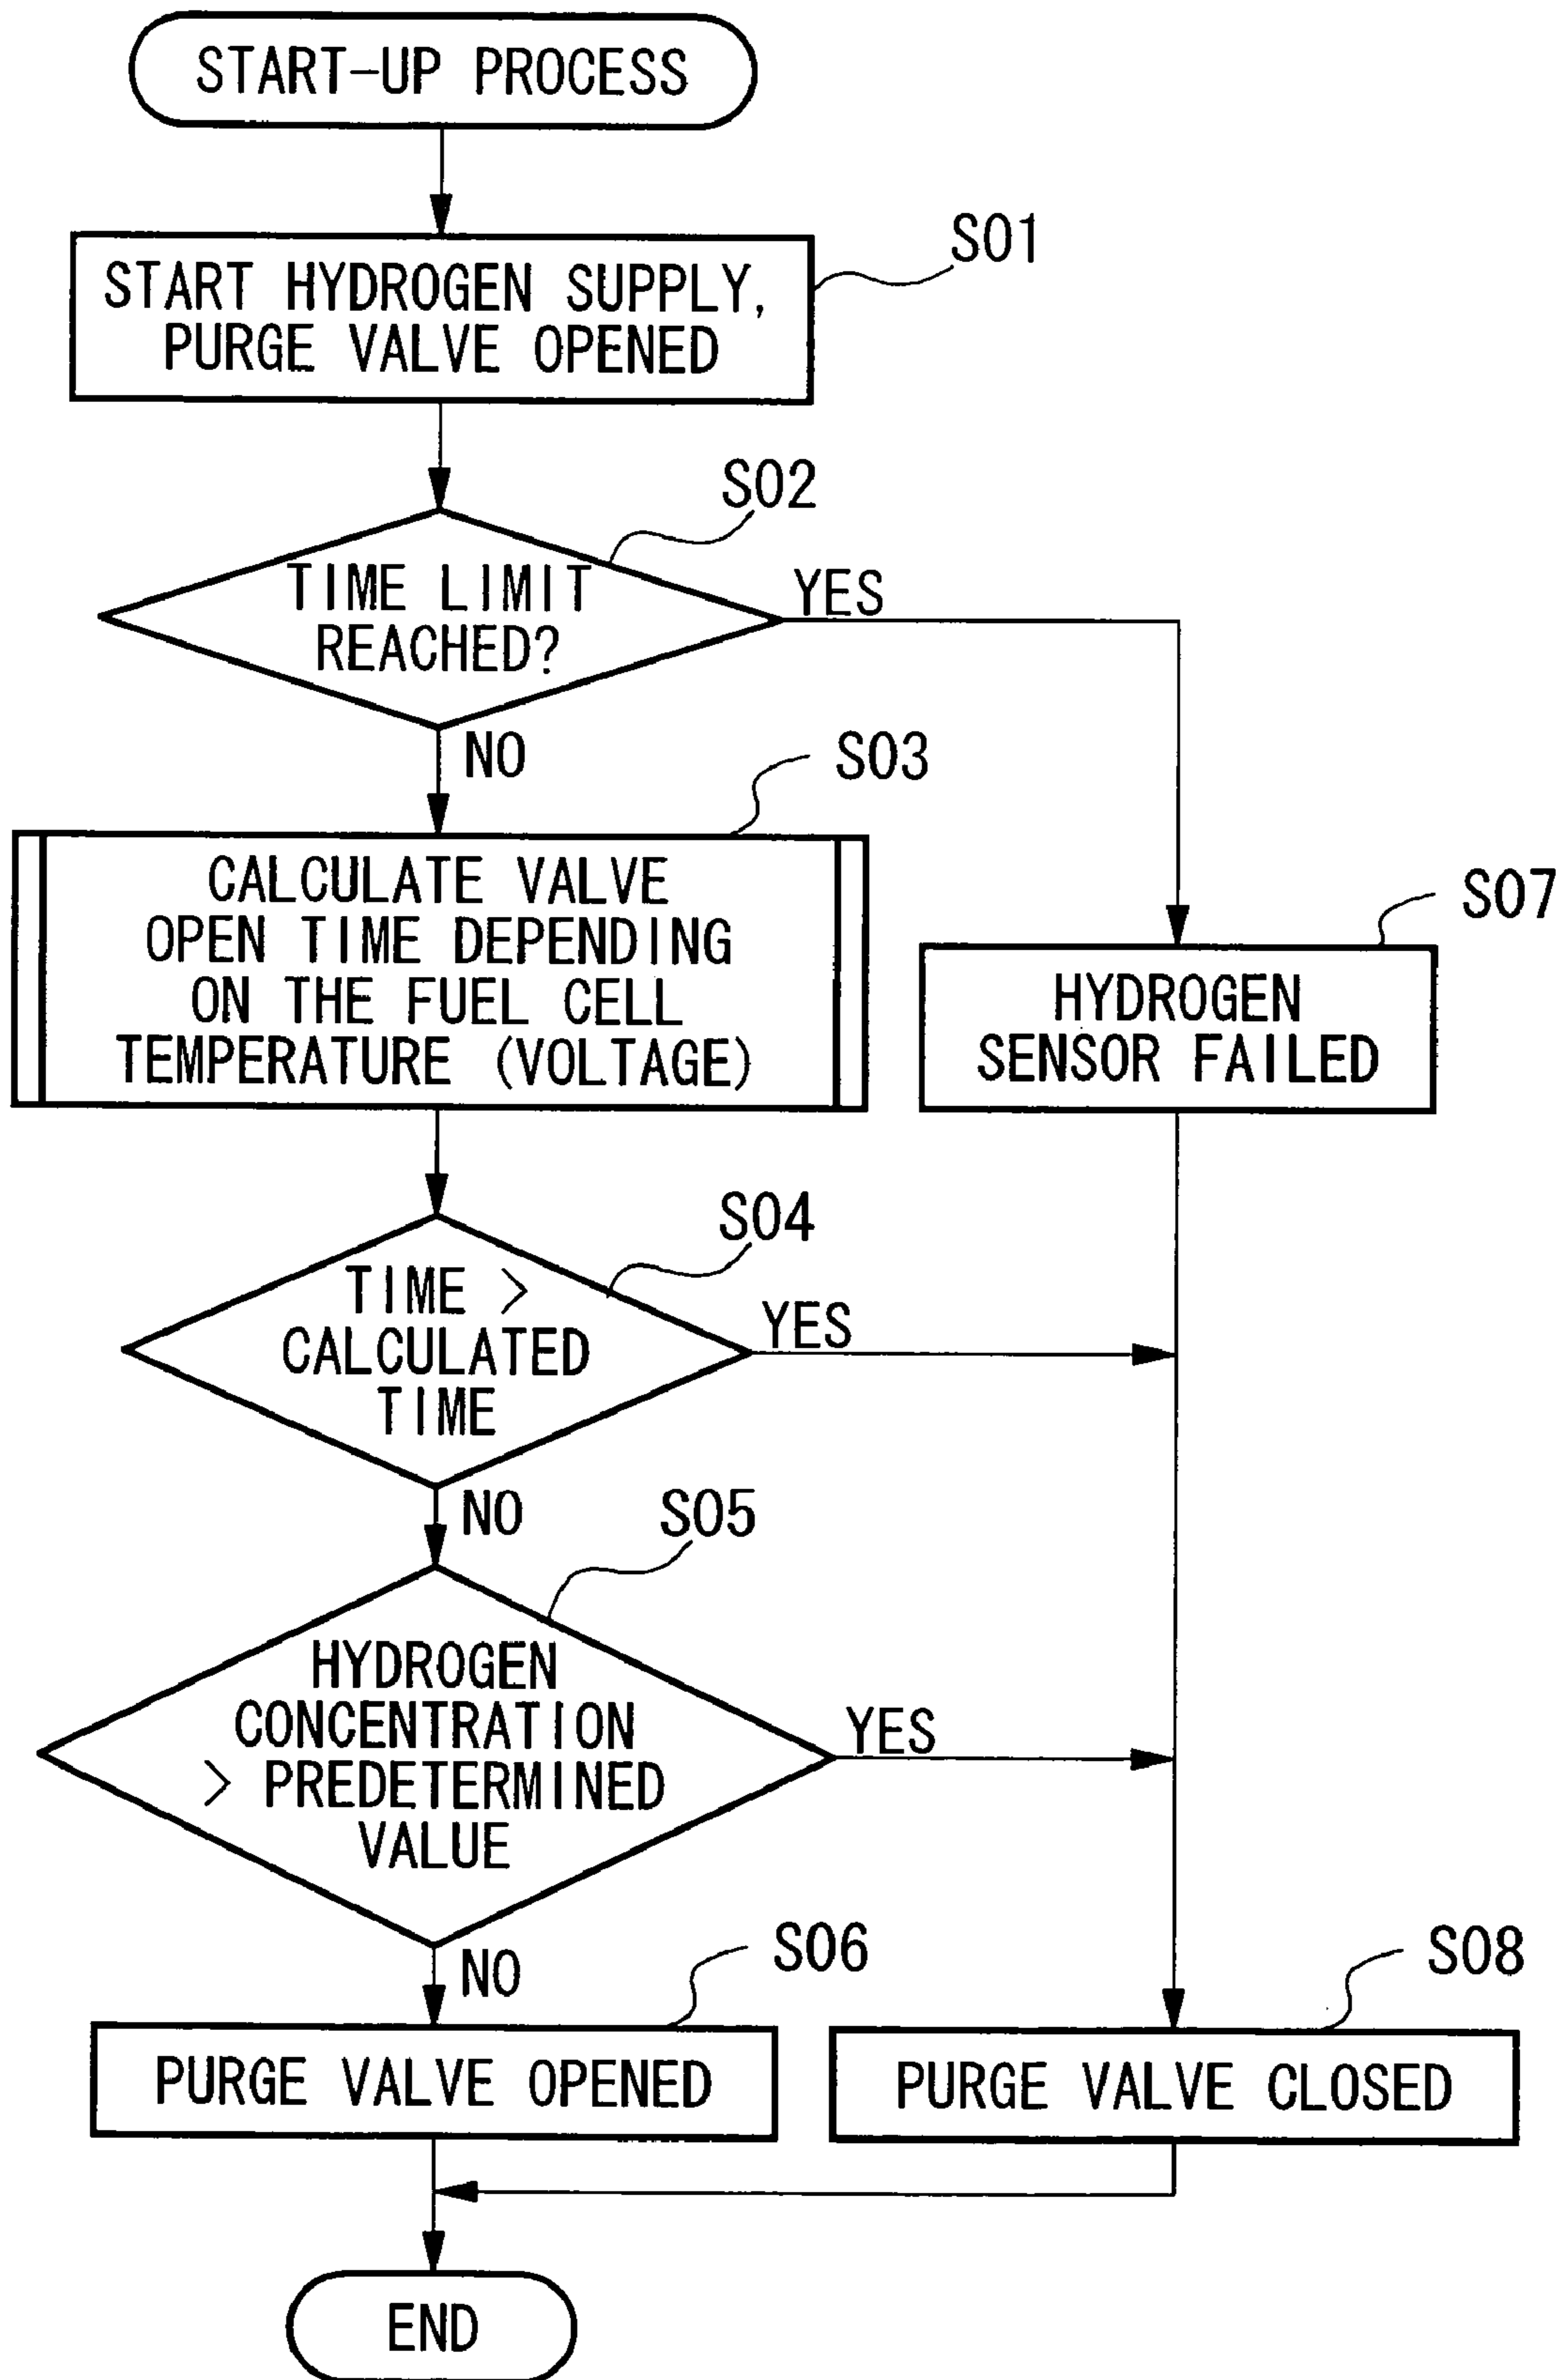 START-UP PROCESS
S01
START HYDROGEN SUPPLY,
PURGE VALVE OPENED
S02
TIME LIMIT
REACHED?
YES
NO
S03
CALCULATE VALVE
OPEN TIME DEPENDING
ON THE FUEL CELL
TEMPERATURE (VOLTAGE)
S07
HYDROGEN
SENSOR FAILED
S04
TIME >
CALCULATED
TIME
YES
NO
S05
HYDROGEN
CONCENTRATION
> PREDETERMINED
VALUE
YES
NO
S06
PURGE VALVE OPENED
S08
PURGE VALVE CLOSED
END